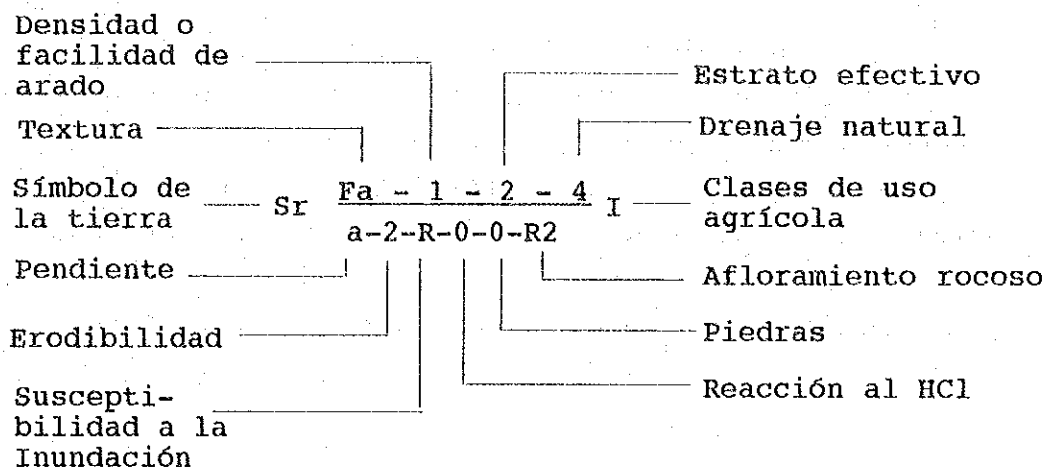 Densidad o
facilidad de
arado
Estrato efectivo
Textura
Drenaje natural
Símbolo de
la tierra
Sr
Fa - 1 - 2 - 4
a-2-R-0-0-R2
I
Clases de uso
agrícola
Pendiente
Afloramiento rocoso
Erodibilidad
Piedras
Reacción al HCl
Suscepti-
bilidad a la
Inundación